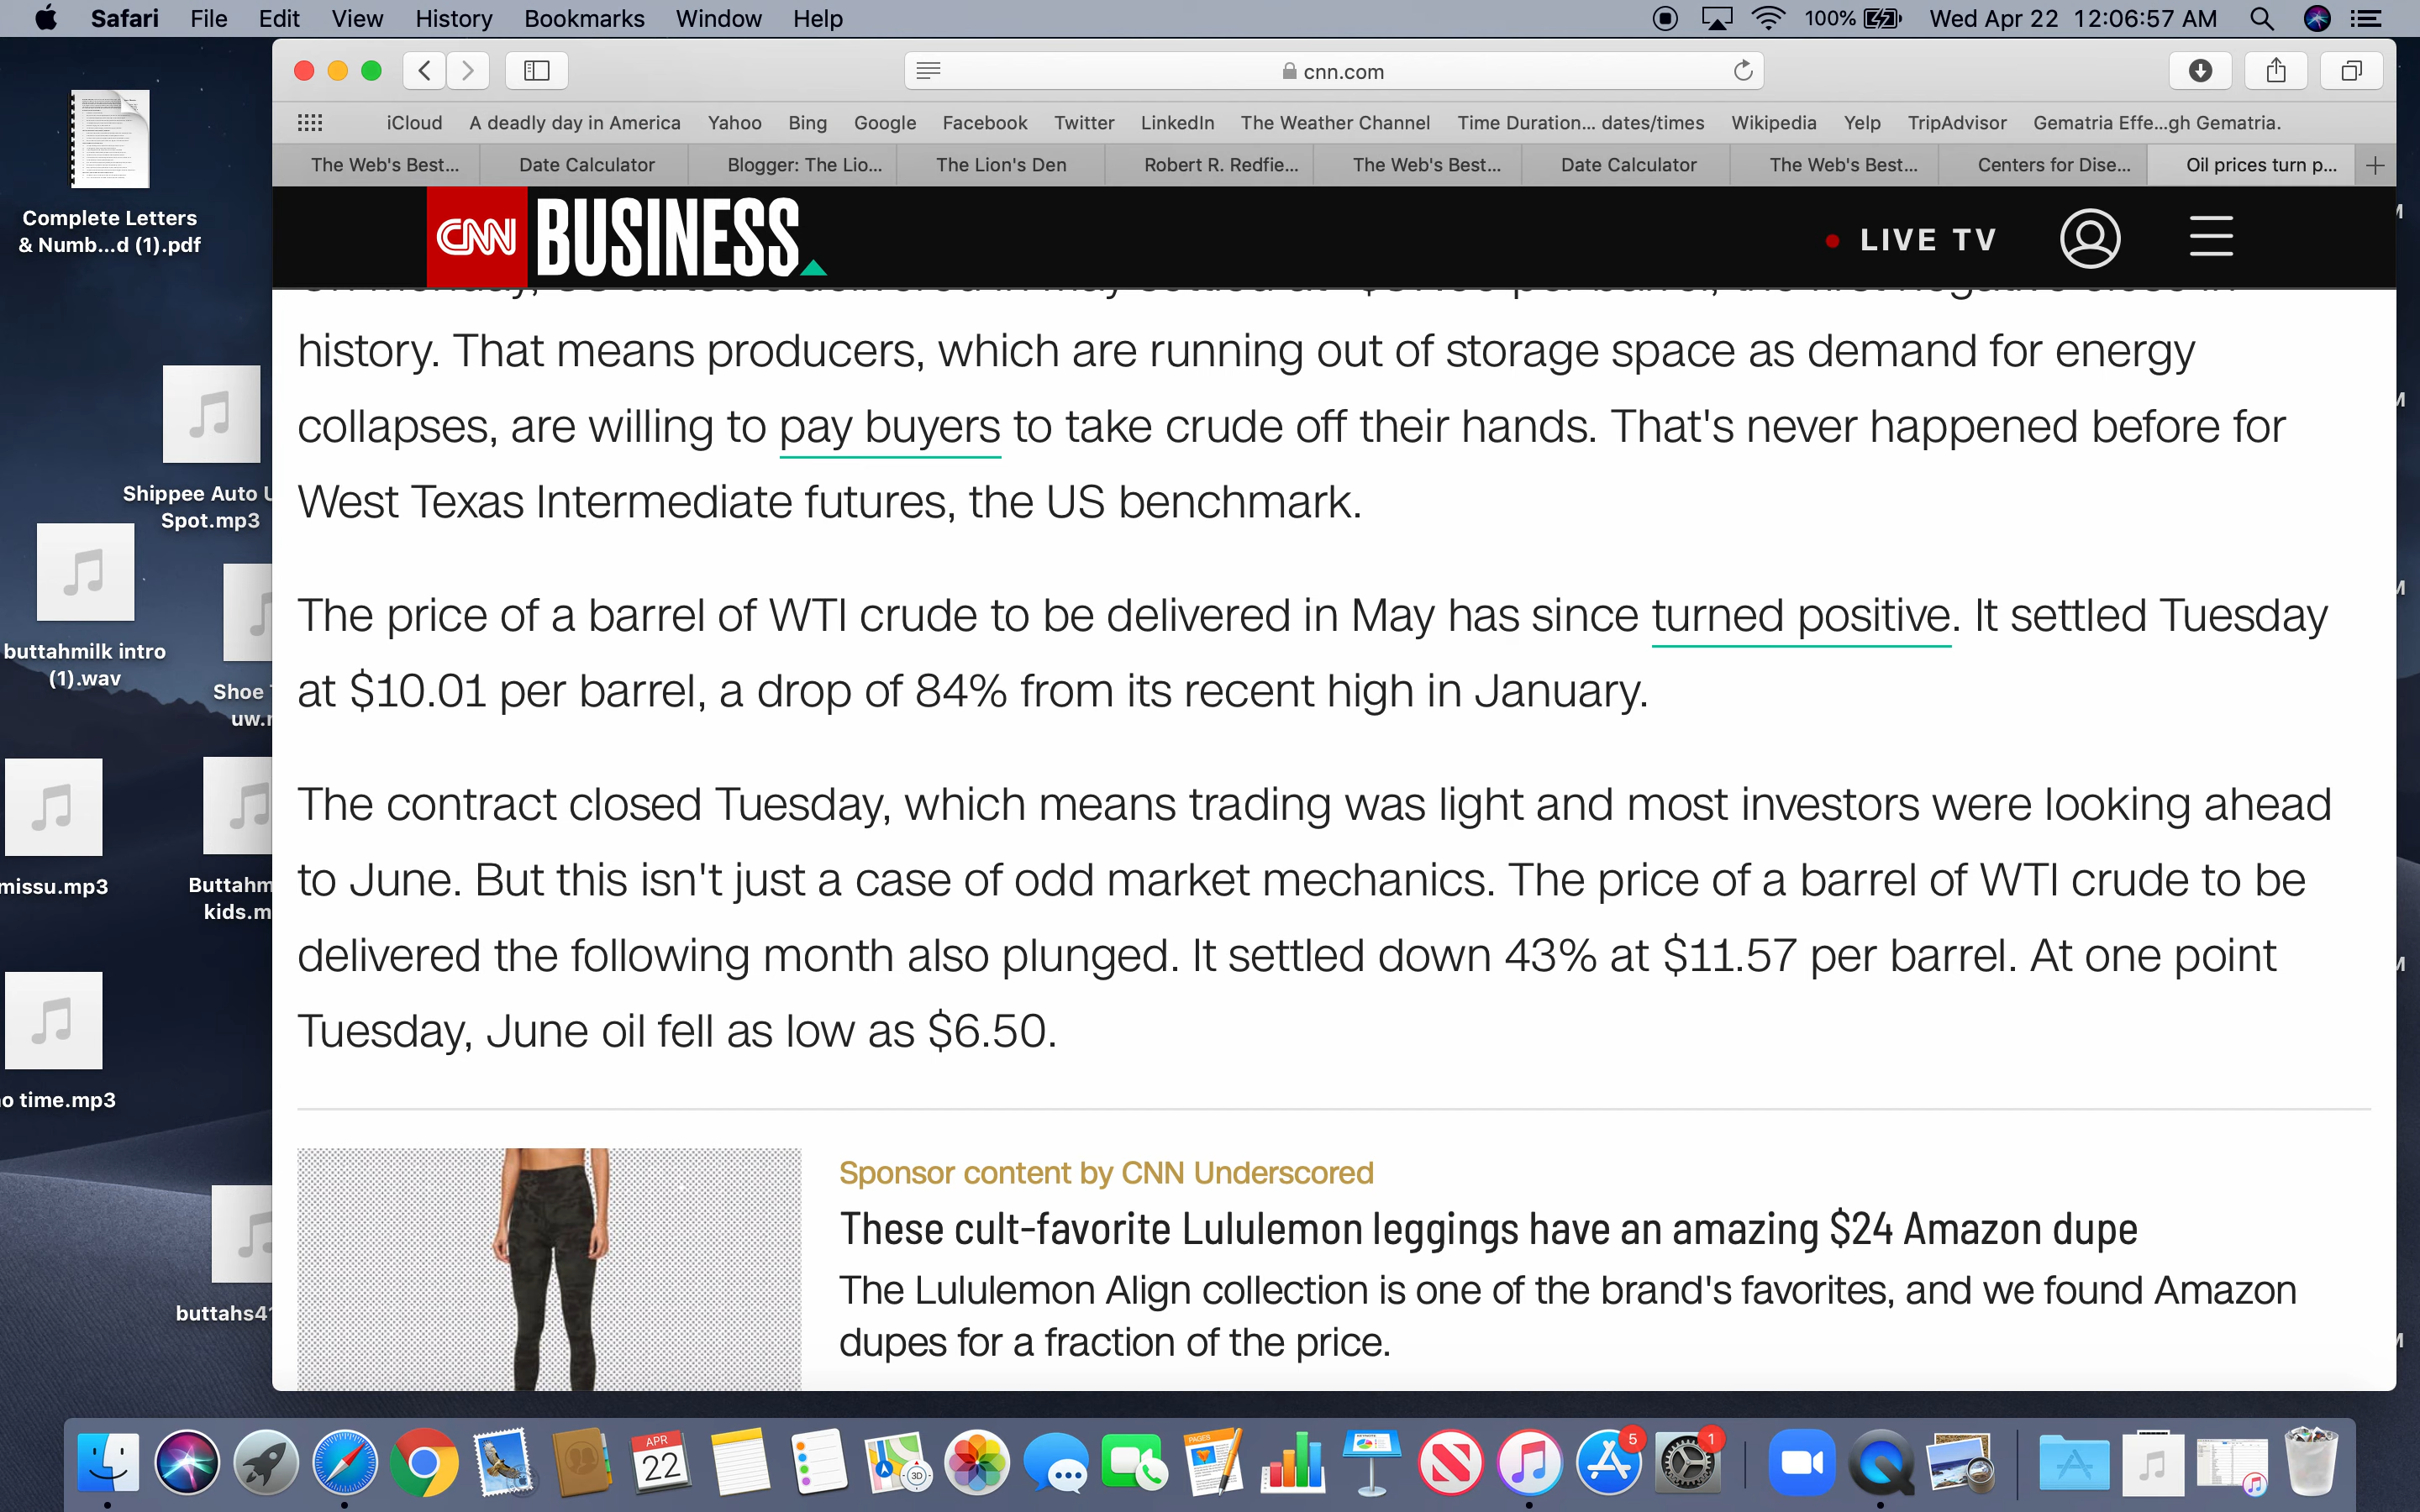 Safari File Edit View History Bookmarks Window Help 100% Wed Apr 22 12:06:57 AM
cnn.com
iCloud A deadly day in America Yahoo Bing Google Facebook Twitter LinkedIn The Weather Channel Time Duration... dates/times Wikipedia Yelp TripAdvisor Gematria Effe...gh Gematria.
The Web's Best... Date Calculator Blogger: The Lio... The Lion's Den Robert R. Redfie... The Web's Best... Date Calculator The Web's Best... Centers for Dise... Oil prices turn p...
CNN BUSINESS LIVE TV
history. That means producers, which are running out of storage space as demand for energy
collapses, are willing to pay buyers to take crude off their hands. That's never happened before for
West Texas Intermediate futures, the US benchmark.
The price of a barrel of WTI crude to be delivered in May has since turned positive. It settled Tuesday
at $10.01 per barrel, a drop of 84% from its recent high in January.
The contract closed Tuesday, which means trading was light and most investors were looking ahead
to June. But this isn't just a case of odd market mechanics. The price of a barrel of WTI crude to be
delivered the following month also plunged. It settled down 43% at $11.57 per barrel. At one point
Tuesday, June oil fell as low as $6.50.
Sponsor content by CNN Underscored
These cult-favorite Lululemon leggings have an amazing $24 Amazon dupe
The Lululemon Align collection is one of the brand's favorites, and we found Amazon
dupes for a fraction of the price.
Complete Letters
& Numb...d (1).pdf
Shippee Auto
Spot.mp3
buttahmilk intro
(1).wav
Shoe
uw.
missu.mp3
Buttahm
kids.m
o time.mp3
buttahs41
APR
22
3D
PAGES
5
1